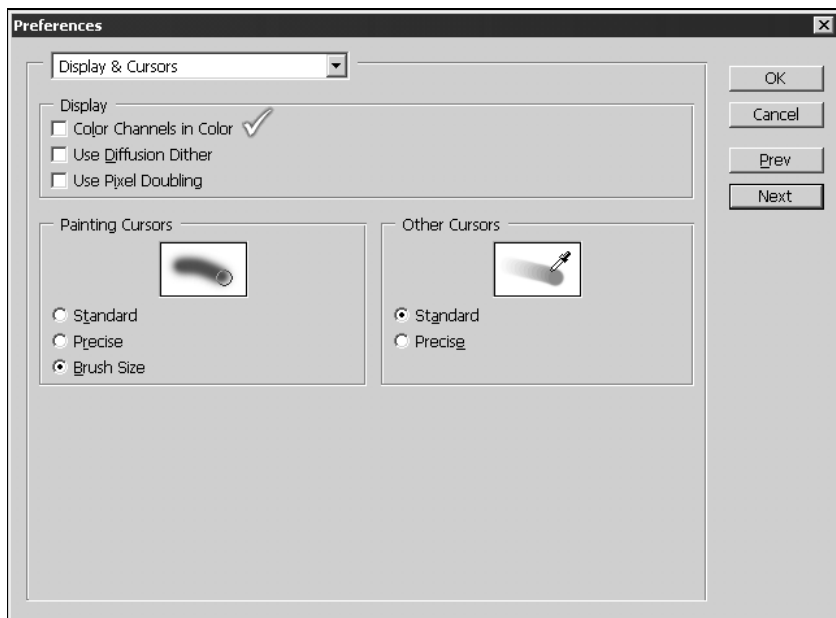 Preferences
Display & Cursors
OK
Cancel
Prev
Next
Display
Color Channels in Color
Use Diffusion Dither
Use Pixel Doubling
Painting Cursors
Standard
Precise
Brush Size
Other Cursors
Standard
Precise